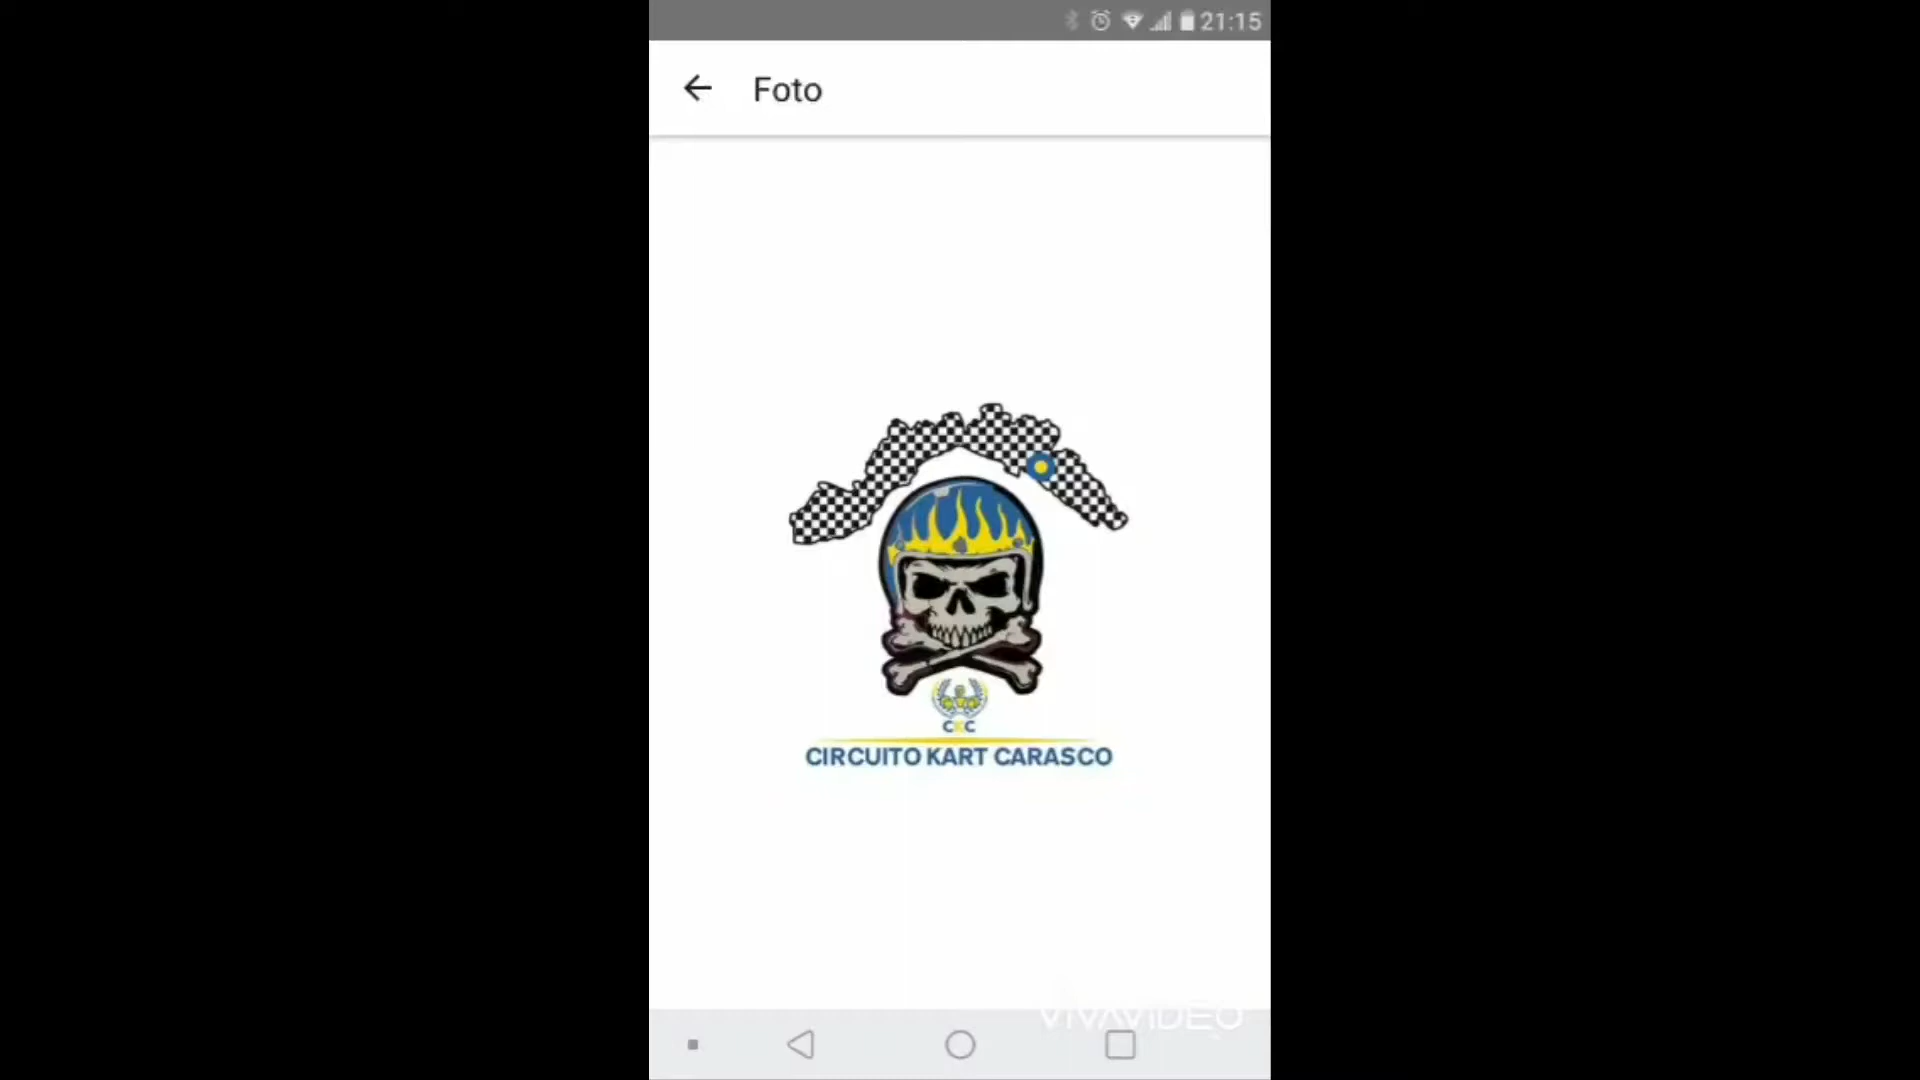 21:15
Foto
CKC
CIRCUITO KART CARASCO
VIVAVIDEO